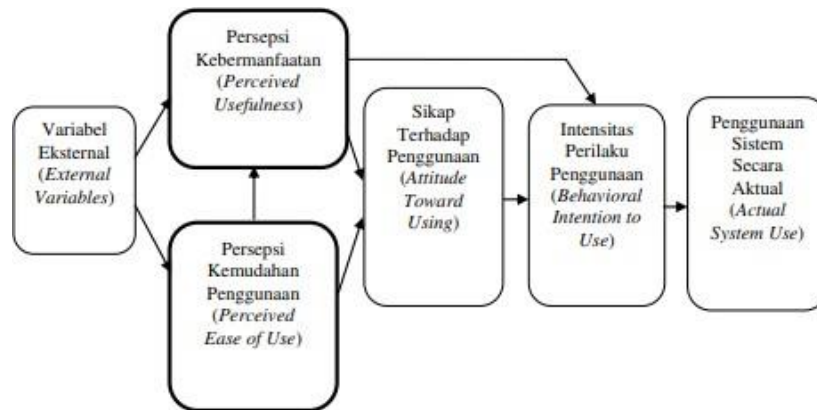 Variabel
Eksternal
(External
Variables)
Persepsi
Kebermanfaatan
(Perceived
Usefulness)
Persepsi
Kemudahan
Penggunaan
(Perceived
Ease of Use)
Sikap
Terhadap
Penggunaan
(Attitude
Toward
Using)
Intensitas
Perilaku
Penggunaan
(Behavioral
Intention to
Use)
Penggunaan
Sistem
Secara
Aktual
(Actual
System Use)